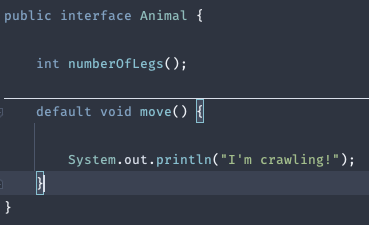 public interface Animal {
int numberOfLegs();
default void move() {
System.out.println("I'm crawling!");
}
}